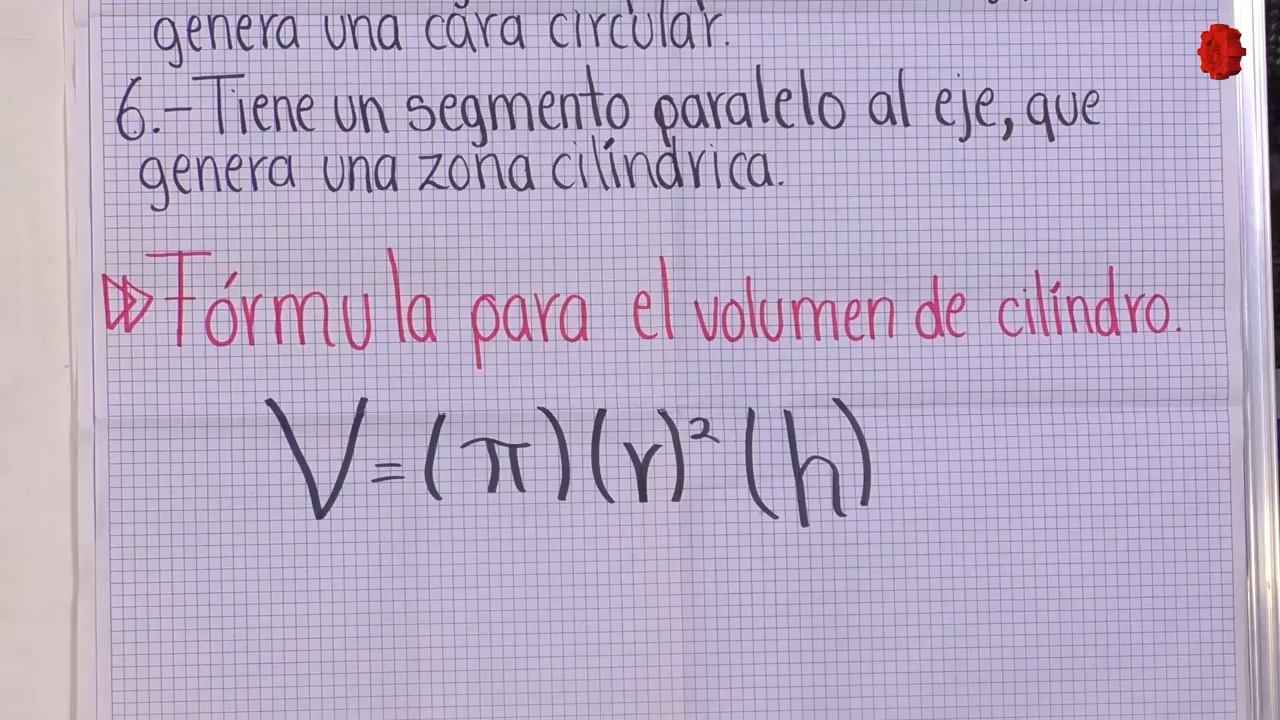 genera una cara circular.
6.- Tiene un segmento paralelo al eje, que
genera una zona cilíndrica.
Fórmula para el volumen de cilindro.
V=(π)(r)²(h)